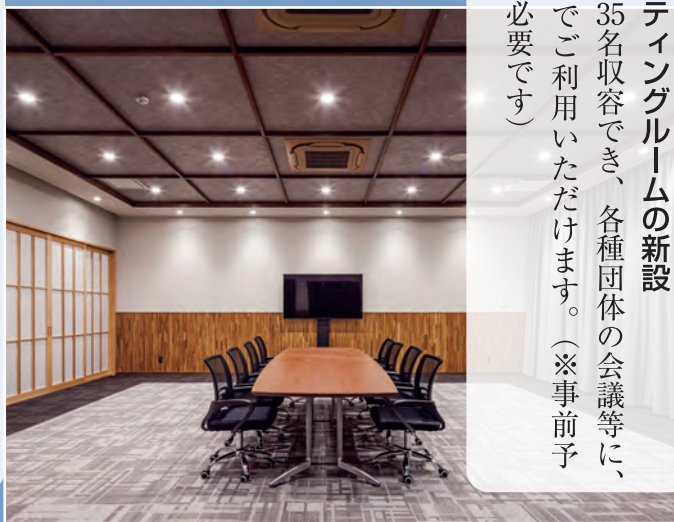 ティングルームの新設
35名収容でき、各種団体の会議等に、
でご利用いただけます。（※事前予
必要です）